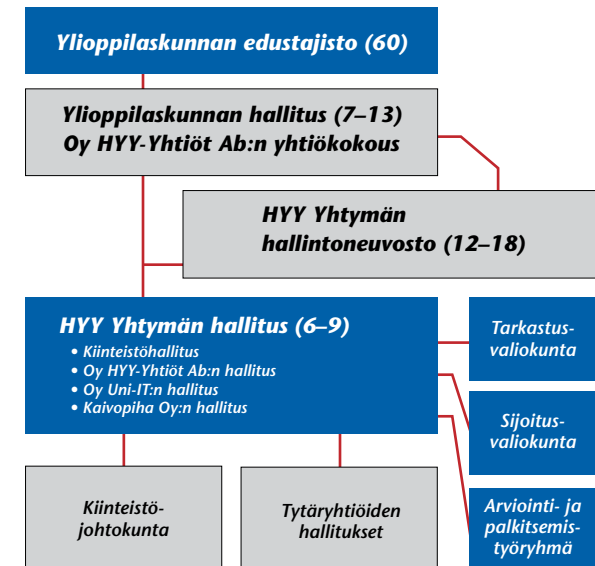 Ylioppilaskunnan edustajisto (60)
Ylioppilaskunnan hallitus (7–13)
Oy HYY-Yhtiöt Ab:n yhtiökokous
HYY Yhtymän
hallintoneuvosto (12–18)
HYY Yhtymän hallitus (6–9)
• Kiinteistöhallitus
• Oy HYY-Yhtiöt Ab:n hallitus
• Oy Uni-IT:n hallitus
• Kaivopiha Oy:n hallitus
Tarkastus-
valiokunta
Sijoitus-
valiokunta
Arviointi- ja
palkitsemis-
työryhmä
Kiinteistö-
johtokunta
Tytäryhtiöiden
hallitukset